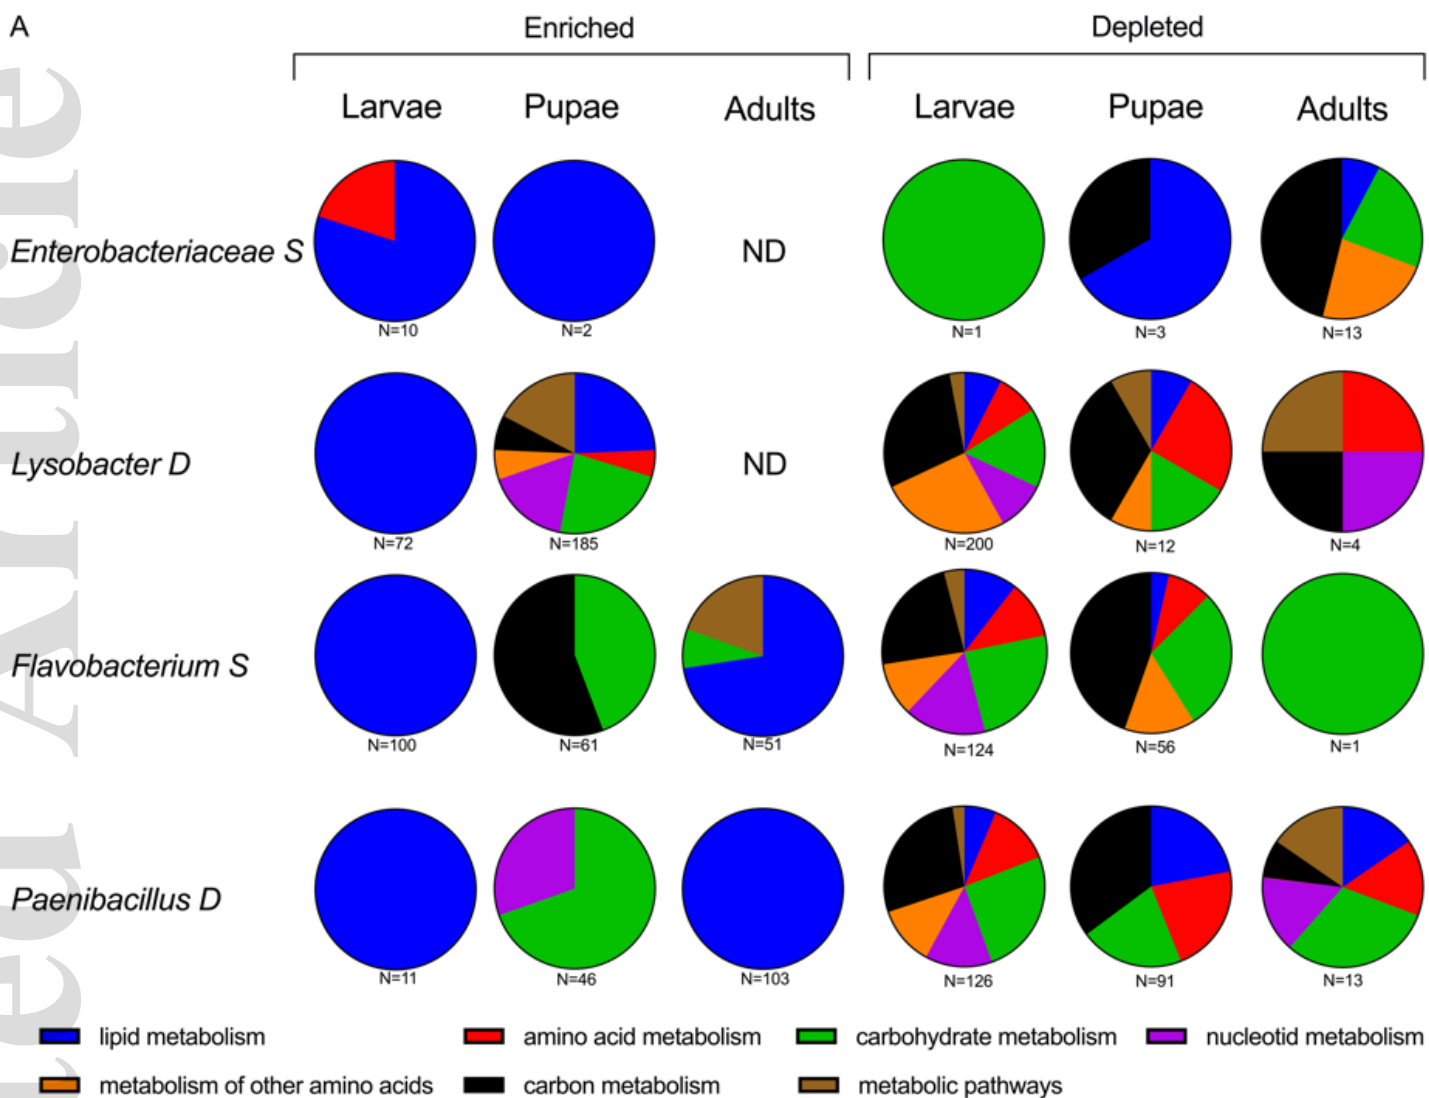 A
Enriched
Depleted
Larvae Pupae Adults Larvae Pupae Adults
Enterobacteriaceae S
ND
N=10 N=2 N=1 N=3 N=13
Lysobacter D
ND
N=72 N=185 N=200 N=12 N=4
Flavobacterium S
N=100 N=61 N=51 N=124 N=56 N=1
Paenibacillus D
N=11 N=46 N=103 N=126 N=91 N=13
lipid metabolism amino acid metabolism carbohydrate metabolism nucleotid metabolism
metabolism of other amino acids carbon metabolism metabolic pathways
Article